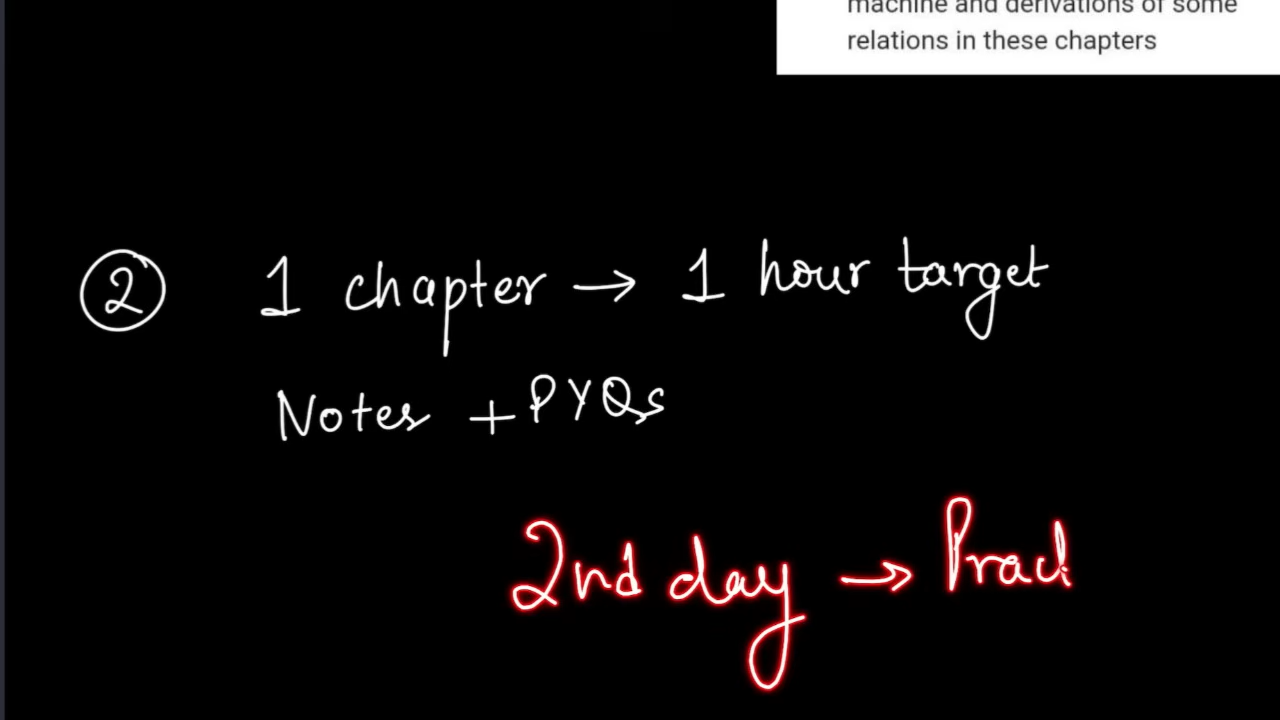 machine and derivations of some
relations in these chapters
② 1 chapter → 1 hour target
Notes + PYQs
2nd day → Prac